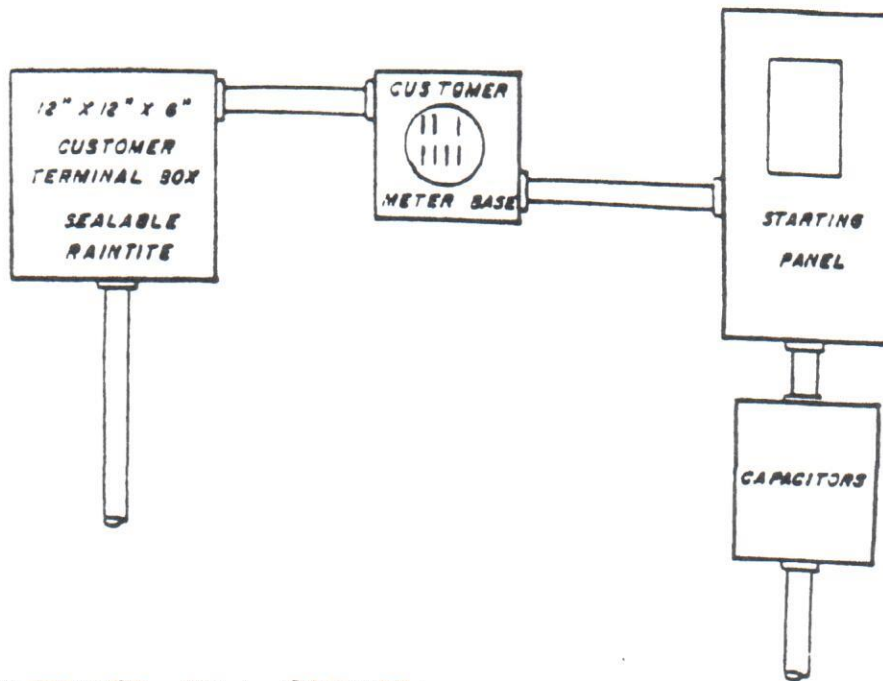 12" X 12" X 6"
CUSTOMER
TERMINAL BOX
SEALABLE
RAINTITE
CUSTOMER
METER BASE
STARTING
PANEL
CAPACITORS